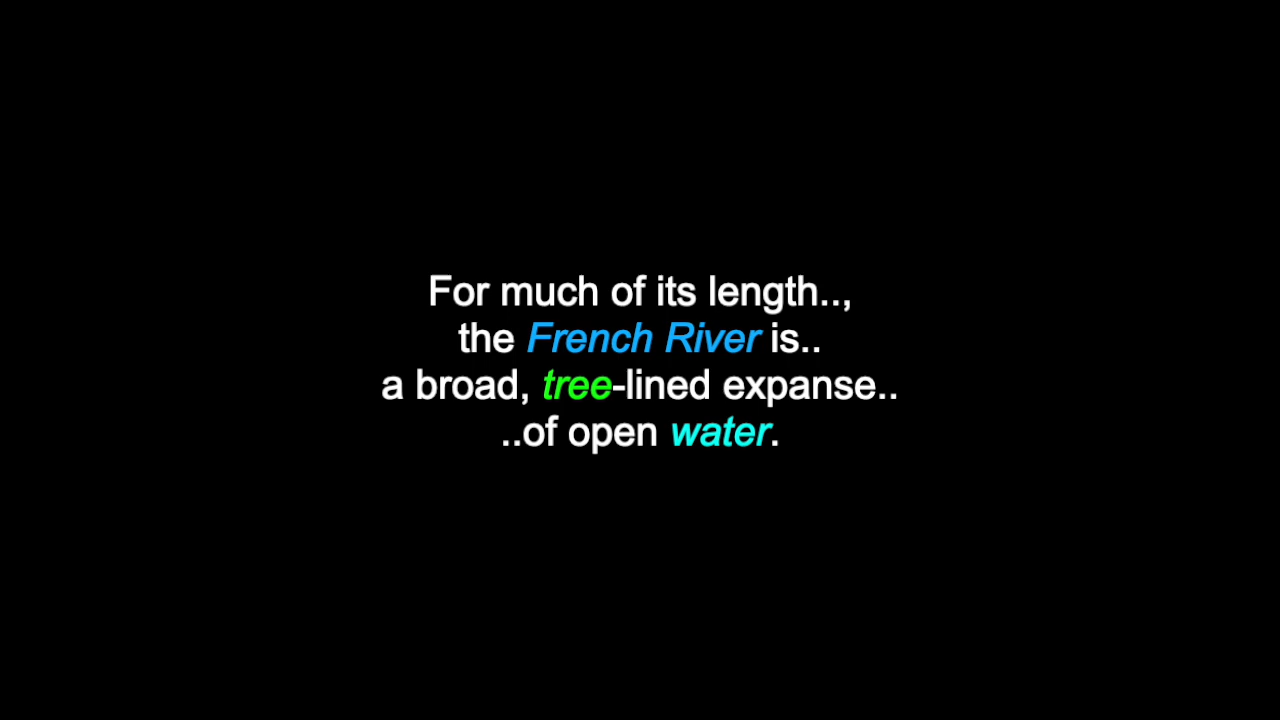 For much of its length..,
the French River is..
a broad, tree-lined expanse..
..of open water.